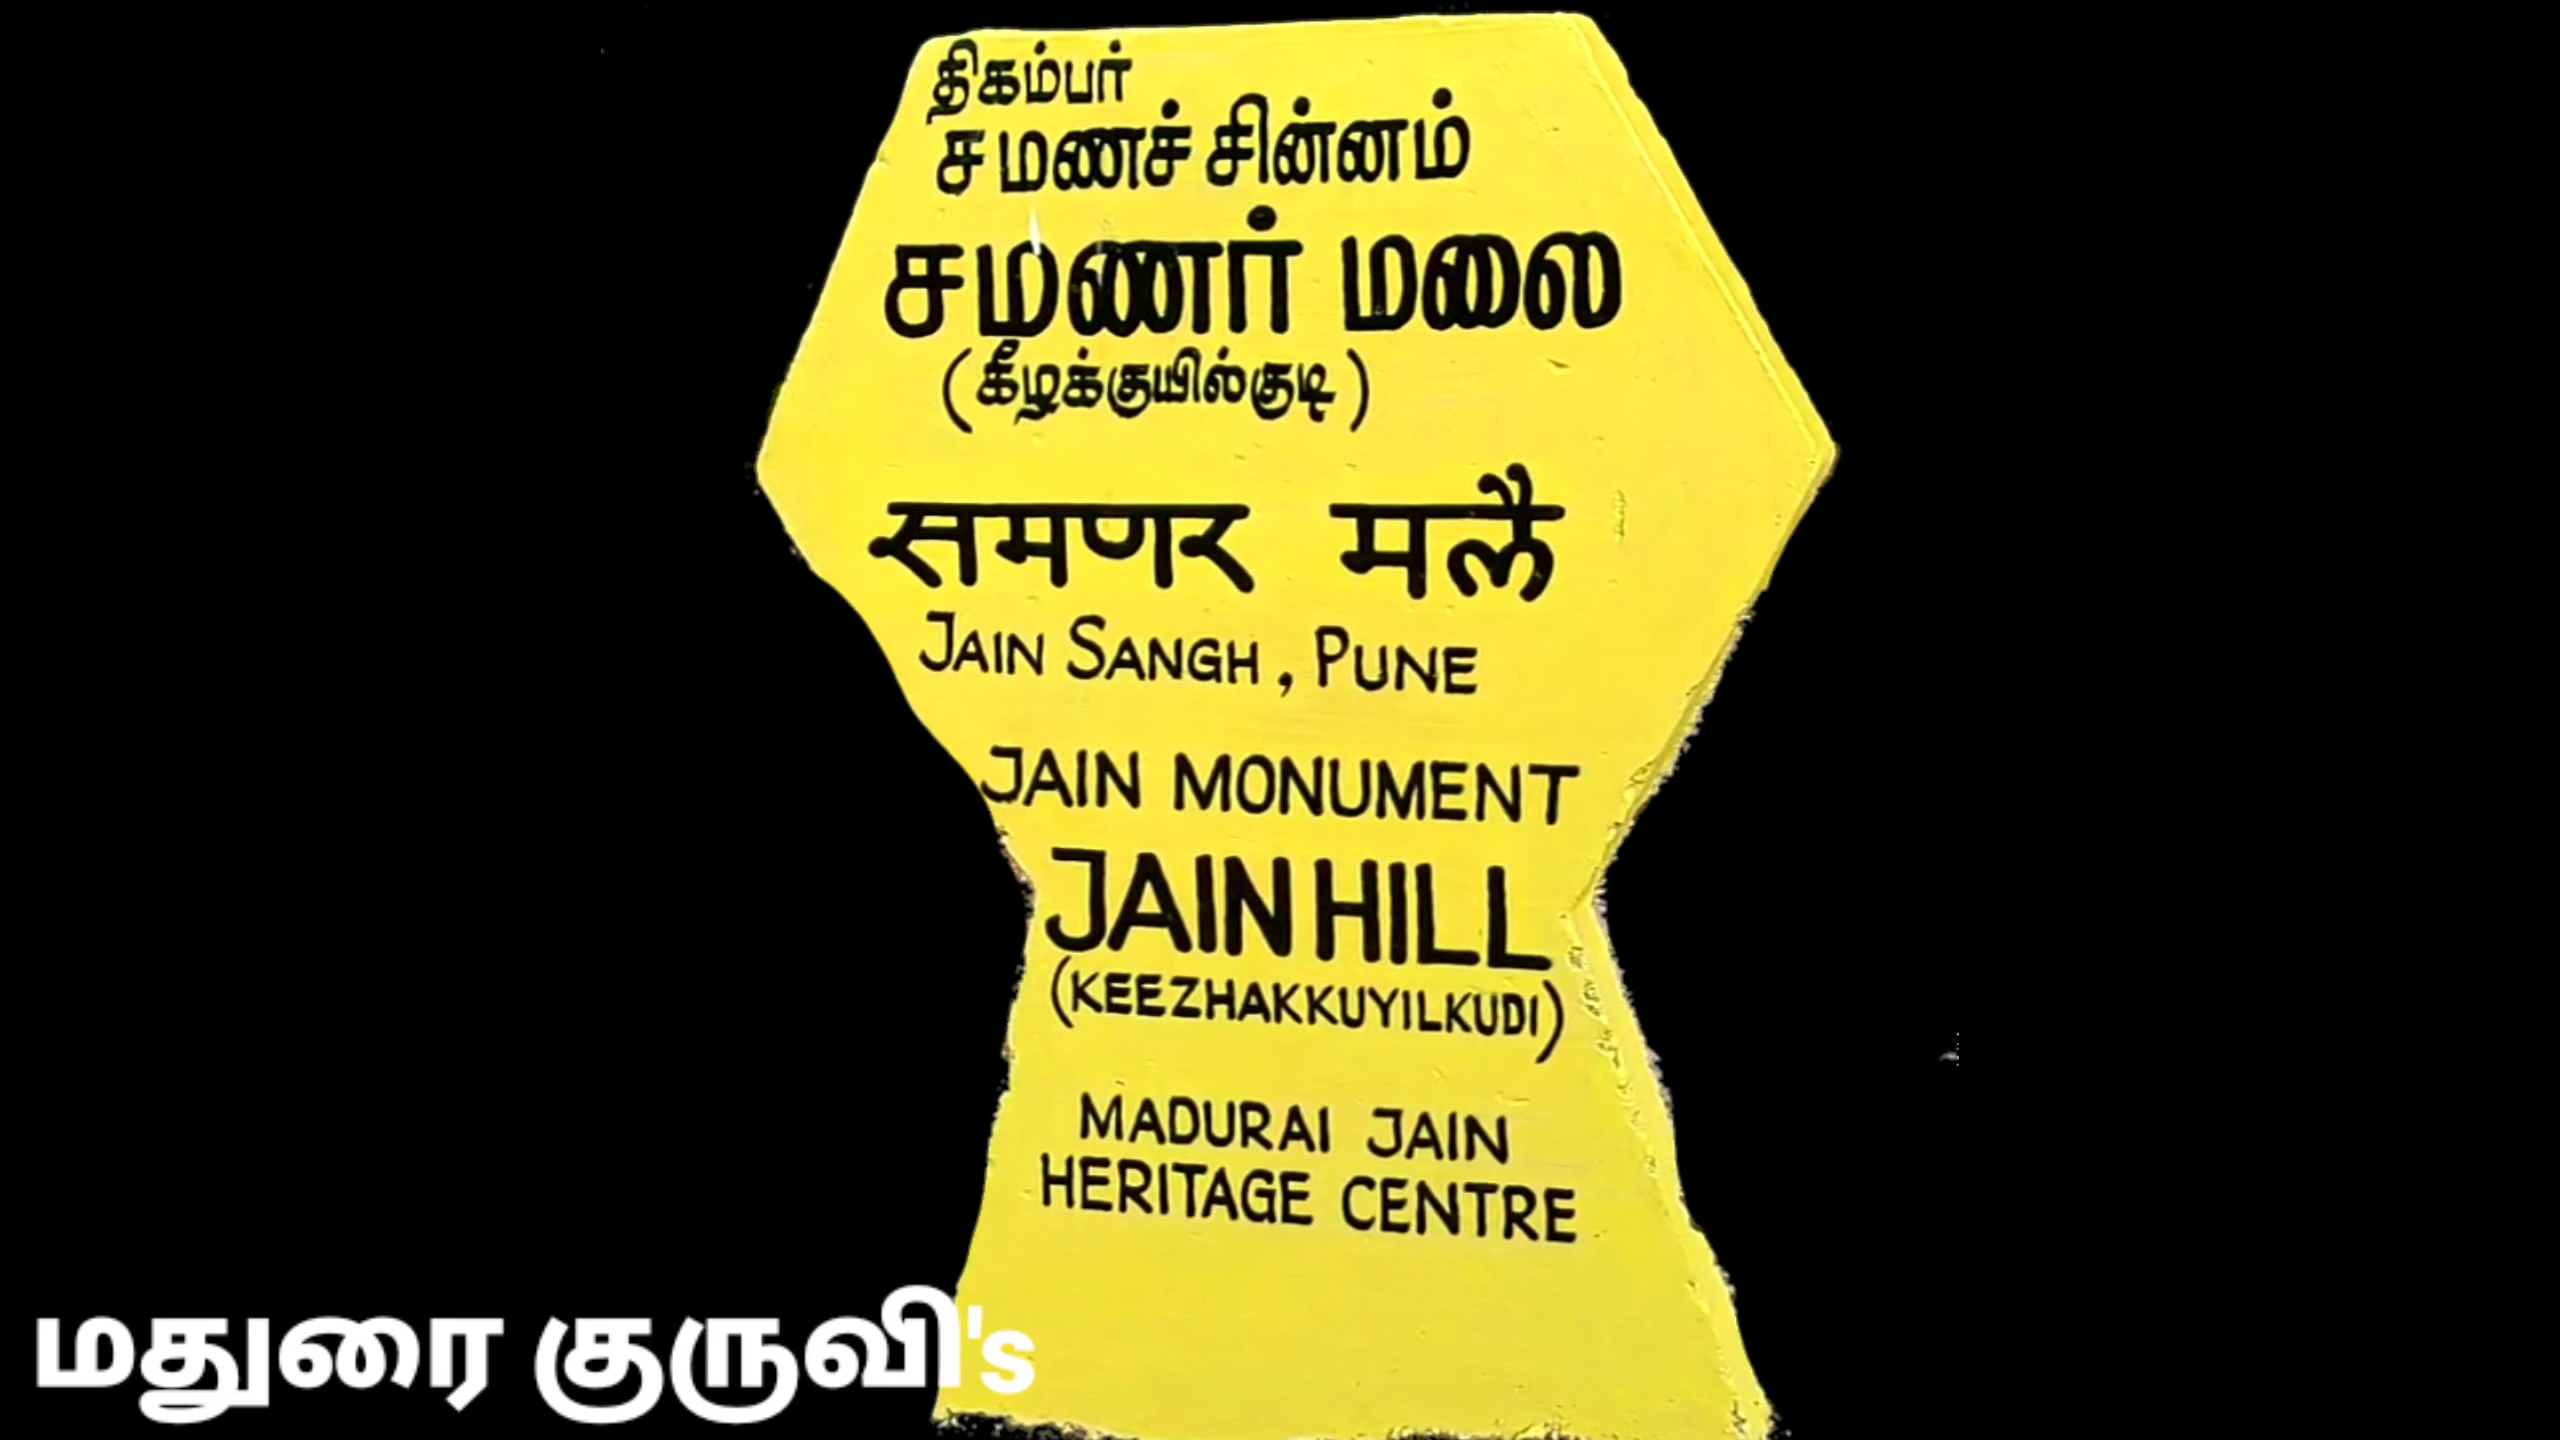 திகம்பர்
சமணச் சின்னம்
சமணர் மலை
(கீழக்குயில்குடி)
समणर मलै
JAIN SANGH, PUNE
JAIN MONUMENT
JAIN HILL
(KEEZHAKKUYILKUDI)
MADURAI JAIN
HERITAGE CENTRE
மதுரை குருவி's